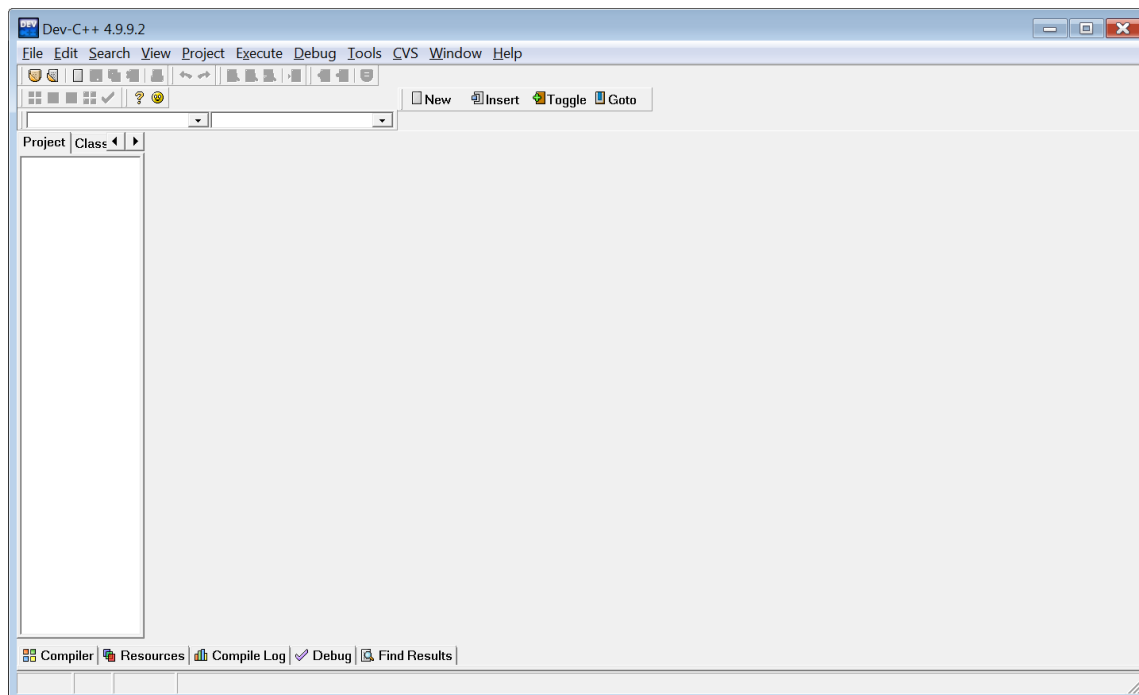 Dev-C++ 4.9.9.2
File Edit Search View Project Execute Debug Tools CVS Window Help
New Insert Toggle Goto
Project Class
Compiler Resources Compile Log Debug Find Results